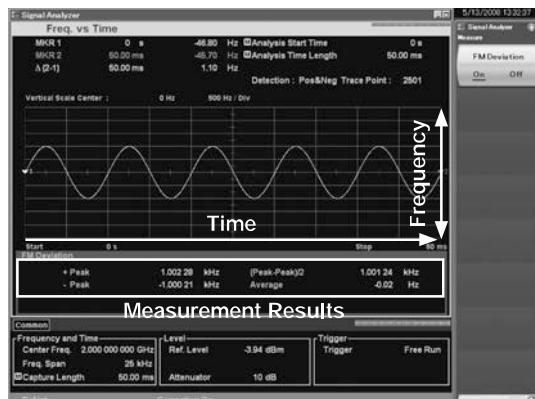 Signal Analyzer
5/13/2008 13:32:37
Freq. vs Time
MKR 1 0 s -46.80 Hz Analysis Start Time 0 s
MKR 2 50.00 ms -45.70 Hz Analysis Time Length 50.00 ms
Δ (2-1) 50.00 ms 1.10 Hz
Detection : Pos&Neg Trace Point : 2501
Vertical Scale Center : 0 Hz 500 Hz / Div
Frequency
Time
Start 0 s Stop 50 ms
FM Deviation
+ Peak 1.002 28 kHz (Peak-Peak)/2 1.001 24 kHz
- Peak -1.000 21 kHz Average -0.02 Hz
Measurement Results
Common
Frequency and Time
Center Freq. 2.000 000 000 GHz
Freq. Span 25 kHz
Capture Length 50.00 ms
Level
Ref. Level -3.94 dBm
Attenuator 10 dB
Trigger
Trigger Free Run
Signal Analyzer
Measure
FM Deviation
On Off